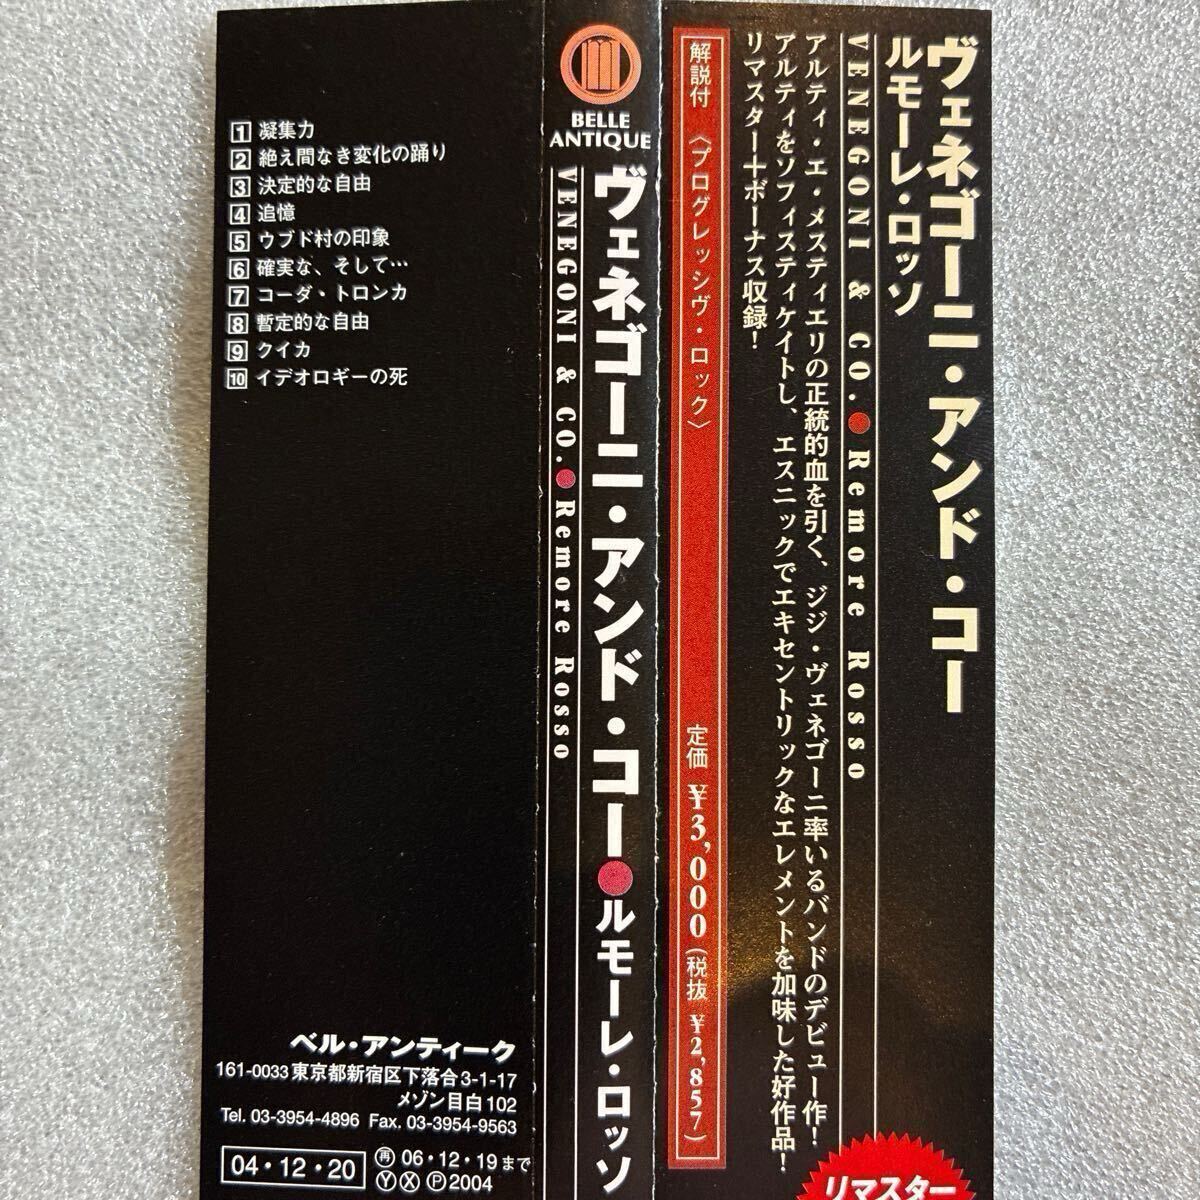 ヴェネゴーニ・アンド・コー
ルモーレ・ロッソ
VENEGONI & CO.●Remore Rosso
アルティ・エ・メスティエリの正統的血を引く、ジジ・ヴェネゴーニ率いるバンドのデビュー作！
アルティをソフィスティケイトし、エスニックでエキセントリックなエレメントを加味した好作品！
リマスター＋ボーナス収録！
リマスター
解説付 〈プログレッシヴ・ロック〉 定価 ¥3,000(税抜 ¥2,857)
BELLE
ANTIQUE
ヴェネゴーニ・アンド・コー●ルモーレ・ロッソ
VENEGONI & CO.●Remore Rosso
1 凝集力
2 絶え間なき変化の踊り
3 決定的な自由
4 追憶
5 ウブド村の印象
6 確実な、そして…
7 コーダ・トロンカ
8 暫定的な自由
9 クイカ
10 イデオロギーの死
ベル・アンティーク
161-0033東京都新宿区下落合3-1-17
メゾン目白102
Tel. 03-3954-4896 Fax. 03-3954-9563
04・12・20
再 06・12・19まで
Ⓨ Ⓧ Ⓟ 2004